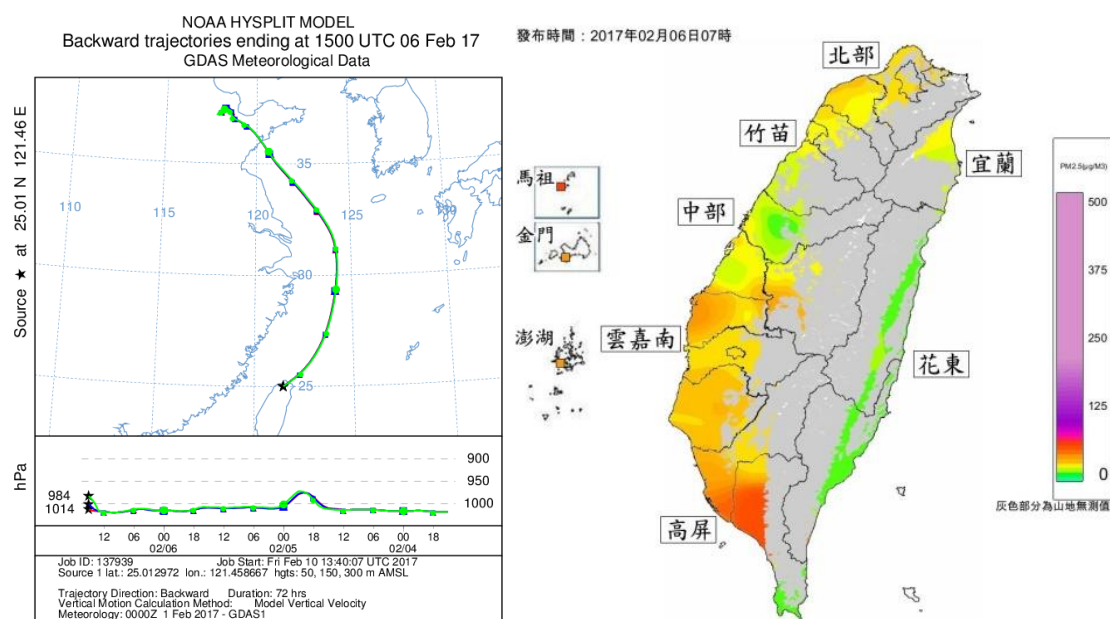 NOAA HYSPLIT MODEL
Backward trajectories ending at 1500 UTC 06 Feb 17
GDAS Meteorological Data
Source ★ at 25.01 N 121.46 E
35
110
115
120
125
130
30
25
hPa
900
950
1000
984
1014
12 06 00 18 12 06 00 18 12 06 00 18
02/06 02/05 02/04
Job ID: 137939 Job Start: Fri Feb 10 13:40:07 UTC 2017
Source 1 lat.: 25.012972 lon.: 121.458667 hgts: 50, 150, 300 m AMSL
Trajectory Direction: Backward Duration: 72 hrs
Vertical Motion Calculation Method: Model Vertical Velocity
Meteorology: 0000Z 1 Feb 2017 - GDAS1
發布時間：2017年02月06日07時
北部
竹苗
宜蘭
馬祖
中部
金門
澎湖
雲嘉南
花東
高屏
PM2.5(μg/M3)
500
375
250
125
0
灰色部分為山地無測值